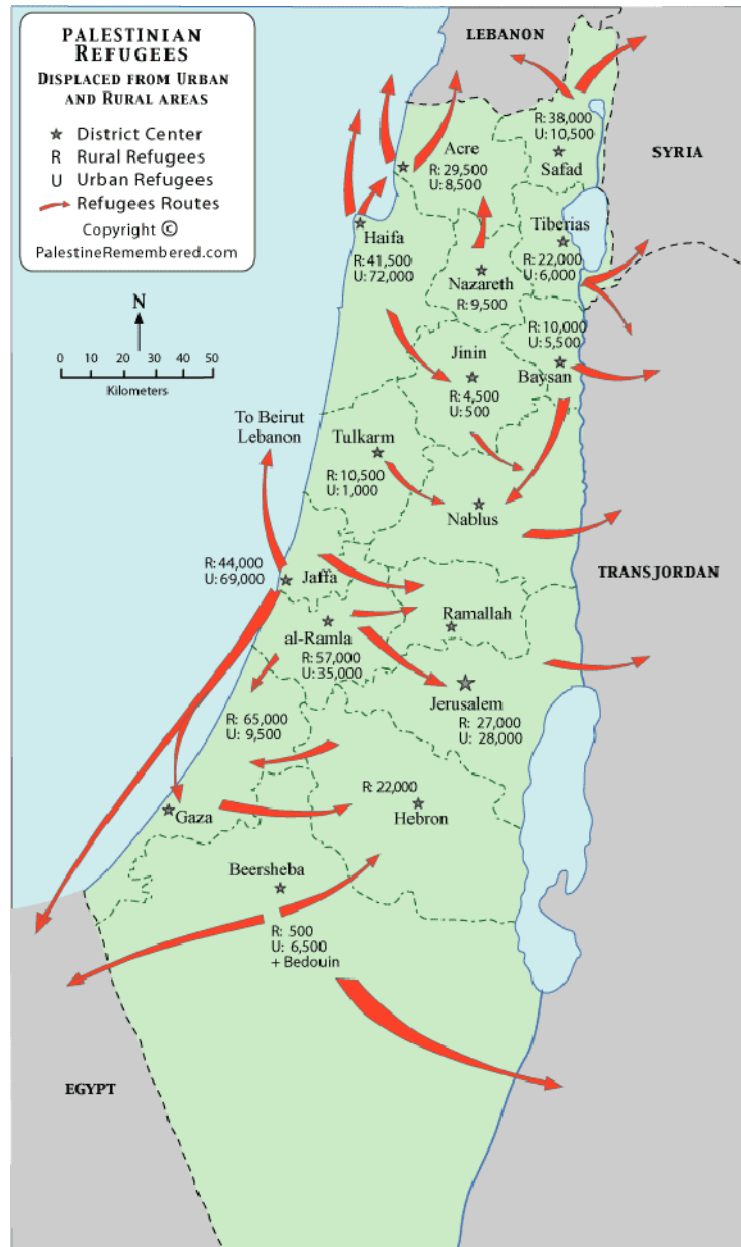 PALESTINIAN
REFUGEES
DISPLACED FROM URBAN
AND RURAL AREAS
District Center
R Rural Refugees
U Urban Refugees
Refugees Routes
Copyright ©
PalestineRemembered.com
N
0 10 20 30 40 50
Kilometers
LEBANON
SYRIA
TRANSJORDAN
EGYPT
R: 38,000
U: 10,500
Safad
Acre
R: 29,500
U: 8,500
Haifa
R: 41,500
U: 72,000
Tiberias
R: 22,000
U: 6,000
Nazareth
R: 9,500
R: 10,000
U: 5,500
Baysan
Jinin
R: 4,500
U: 500
To Beirut
Lebanon
Tulkarm
R: 10,500
U: 1,000
Nablus
R: 44,000
U: 69,000
Jaffa
Ramallah
al-Ramla
R: 57,000
U: 35,000
Jerusalem
R: 27,000
U: 28,000
R: 65,000
U: 9,500
Gaza
R: 22,000
Hebron
Beersheba
R: 500
U: 6,500
+ Bedouin